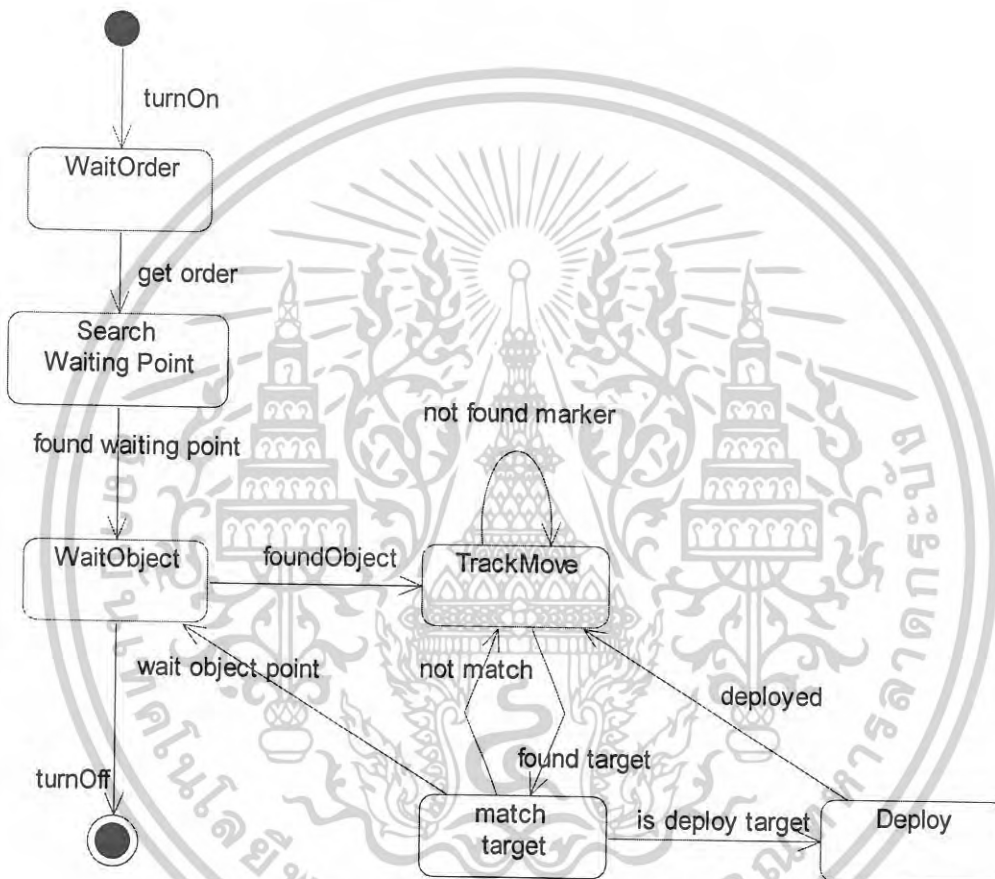 turnOn
WaitOrder
get order
Search
Waiting Point
found waiting point
not found marker
WaitObject
foundObject
TrackMove
wait object point
not match
deployed
turnOff
found target
match
target
is deploy target
Deploy